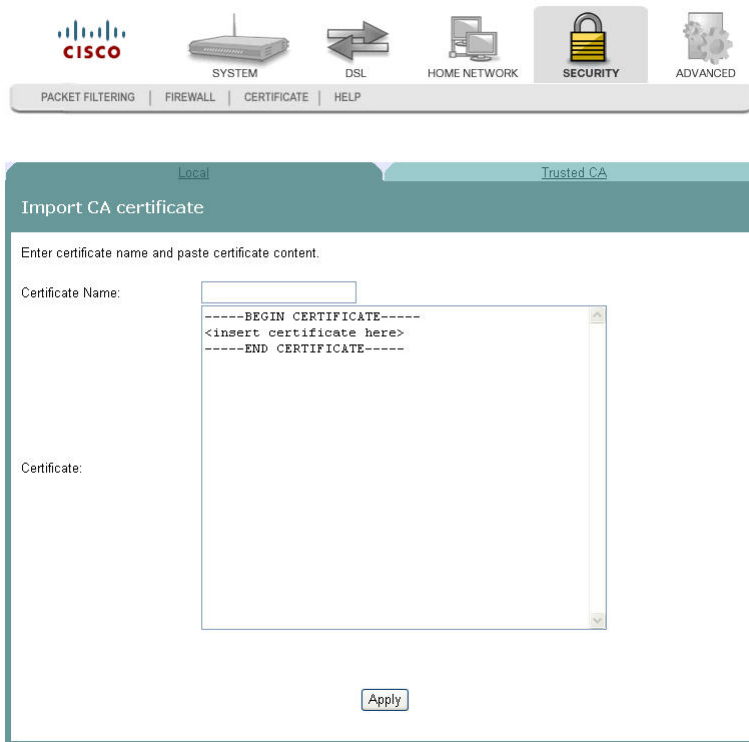 CISCO
SYSTEM
DSL
HOME NETWORK
SECURITY
ADVANCED
PACKET FILTERING | FIREWALL | CERTIFICATE | HELP
Local
Trusted CA
Import CA certificate
Enter certificate name and paste certificate content.
Certificate Name:
-----BEGIN CERTIFICATE-----
<insert certificate here>
-----END CERTIFICATE-----
Certificate:
Apply